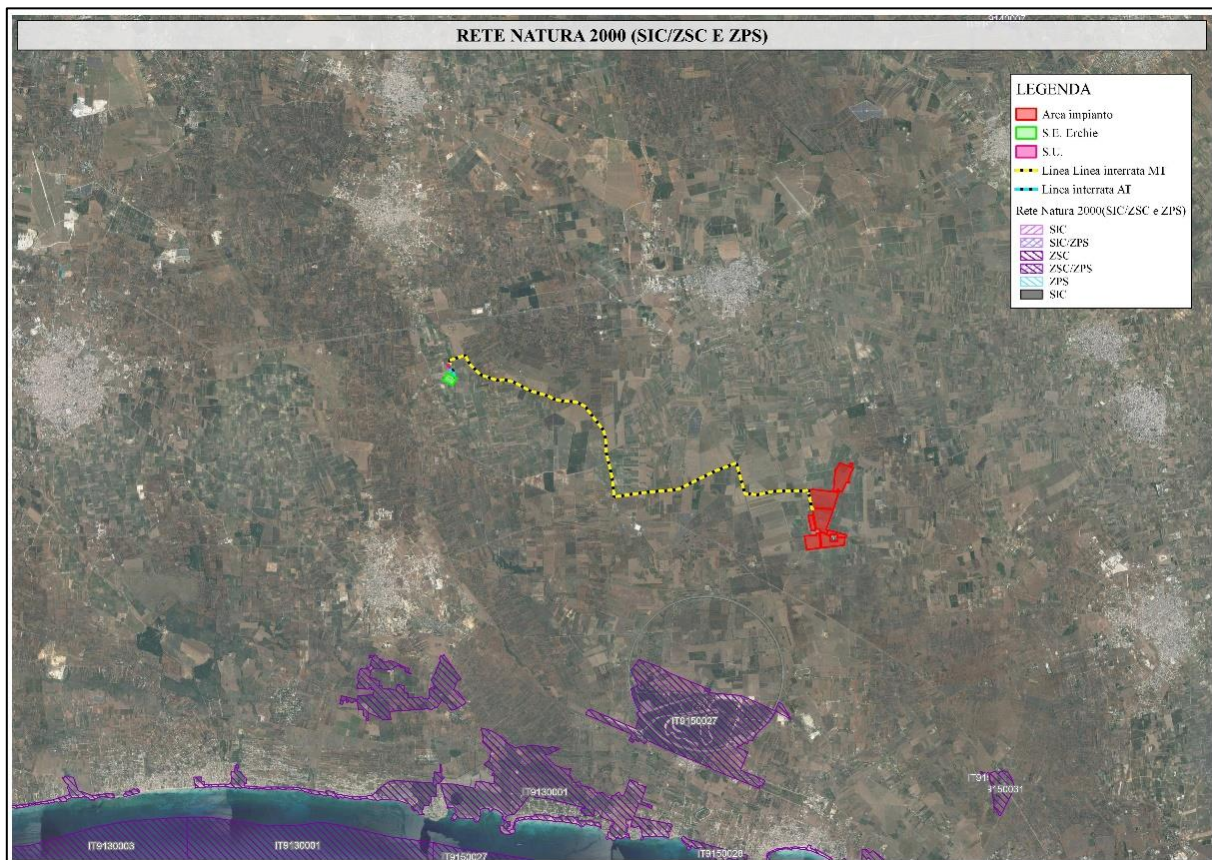 RETE NATURA 2000 (SIC/ZSC E ZPS)
LEGENDA
Area impianto
S.E. Erchie
S.U.
Linea Linea interrata MT
Linea interrata AT
Rete Natura 2000(SIC/ZSC e ZPS)
SIC
SIC/ZPS
ZSC
ZSC/ZPS
ZPS
SIC
IT9150027
IT9130001
IT9130003
IT9130001
IT9150027
IT9150028